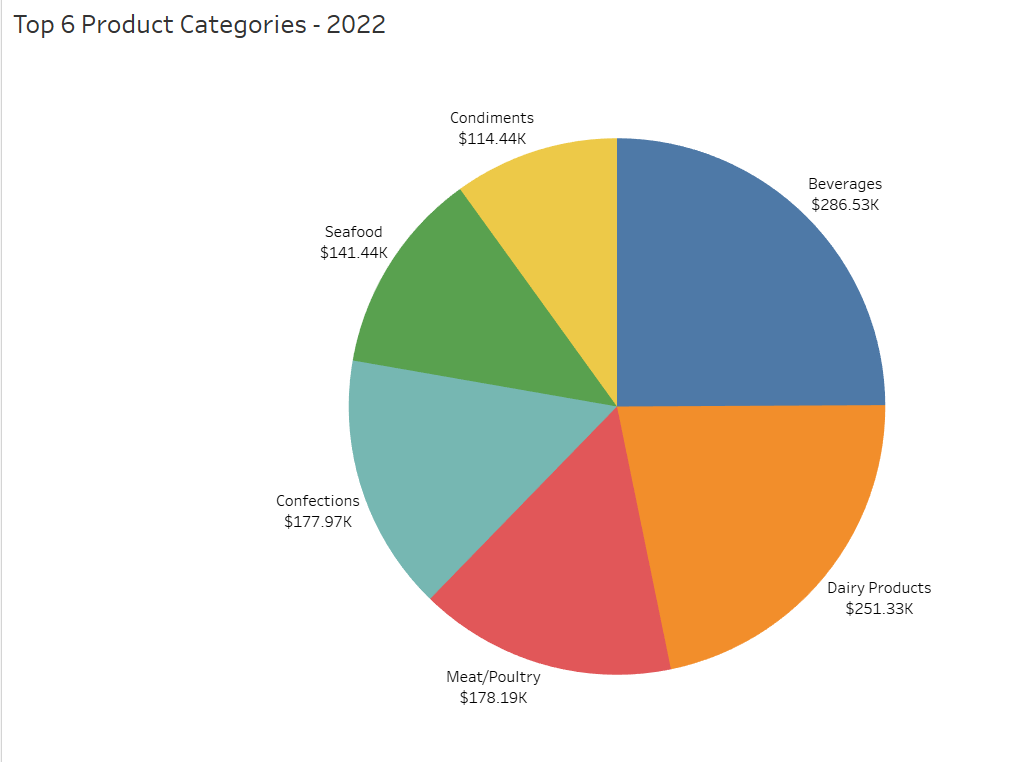 Top 6 Product Categories - 2022
Condiments
$114.44K
Beverages
$286.53K
Seafood
$141.44K
Confections
$177.97K
Dairy Products
$251.33K
Meat/Poultry
$178.19K